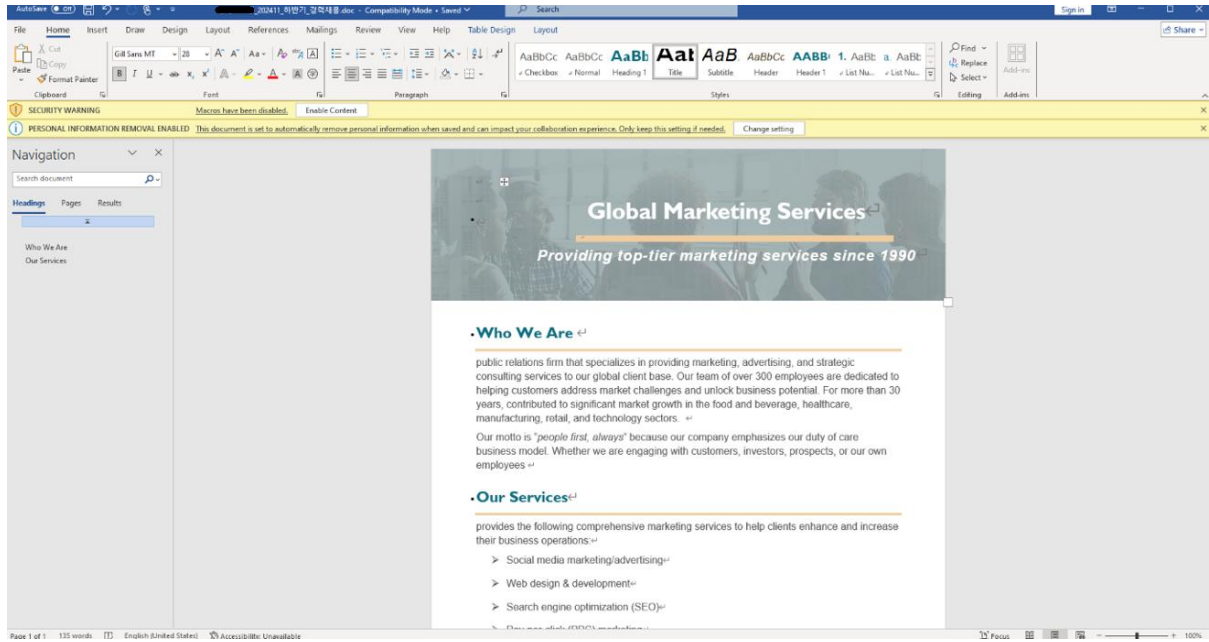 AutoSave Off
_202411_하반기_경력채용.doc - Compatibility Mode • Saved
Search
Sign in
File Home Insert Draw Design Layout References Mailings Review View Help Table Design Layout
Share
Cut
Copy
Paste
Format Painter
Clipboard
Gill Sans MT 28
Font
Paragraph
AaBbCc AaBbCc AaBb Aat AaB. AaBbCc AABB 1. AaBb a. AaBb
Checkbox Normal Heading 1 Title Subtitle Header Header 1 List Nu... List Nu...
Styles
Find
Replace
Select
Editing
Add-ins
Add-ins
SECURITY WARNING Macros have been disabled. Enable Content
PERSONAL INFORMATION REMOVAL ENABLED This document is set to automatically remove personal information when saved and can impact your collaboration experience. Only keep this setting if needed. Change setting
Navigation
Search document
Headings Pages Results
Who We Are
Our Services
Global Marketing Services
Providing top-tier marketing services since 1990
Who We Are
public relations firm that specializes in providing marketing, advertising, and strategic
consulting services to our global client base. Our team of over 300 employees are dedicated to
helping customers address market challenges and unlock business potential. For more than 30
years, contributed to significant market growth in the food and beverage, healthcare,
manufacturing, retail, and technology sectors.
Our motto is "people first, always" because our company emphasizes our duty of care
business model. Whether we are engaging with customers, investors, prospects, or our own
employees
Our Services
provides the following comprehensive marketing services to help clients enhance and increase
their business operations:
➢ Social media marketing/advertising
➢ Web design & development
➢ Search engine optimization (SEO)
Page 1 of 1 135 words English (United States) Accessibility: Unavailable
Focus
100%